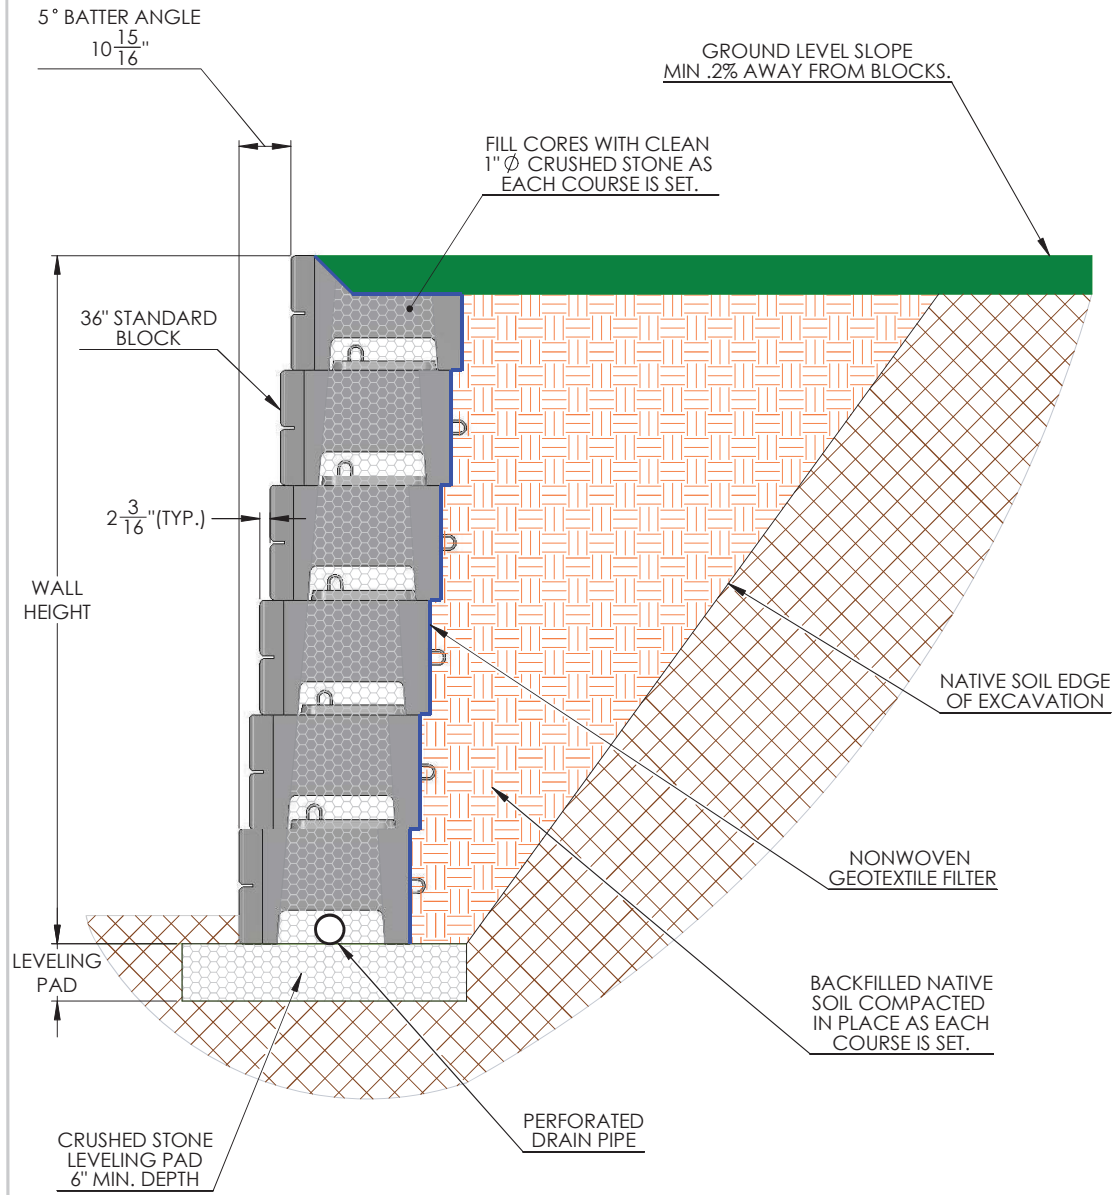 5° BATTER ANGLE
10 15/16"
GROUND LEVEL SLOPE
MIN .2% AWAY FROM BLOCKS.
FILL CORES WITH CLEAN
1" Ø CRUSHED STONE AS
EACH COURSE IS SET.
36" STANDARD
BLOCK
2 3/16"(TYP.)
WALL
HEIGHT
NATIVE SOIL EDGE
OF EXCAVATION
NONWOVEN
GEOTEXTILE FILTER
LEVELING
PAD
BACKFILLED NATIVE
SOIL COMPACTED
IN PLACE AS EACH
COURSE IS SET.
PERFORATED
DRAIN PIPE
CRUSHED STONE
LEVELING PAD
6" MIN. DEPTH